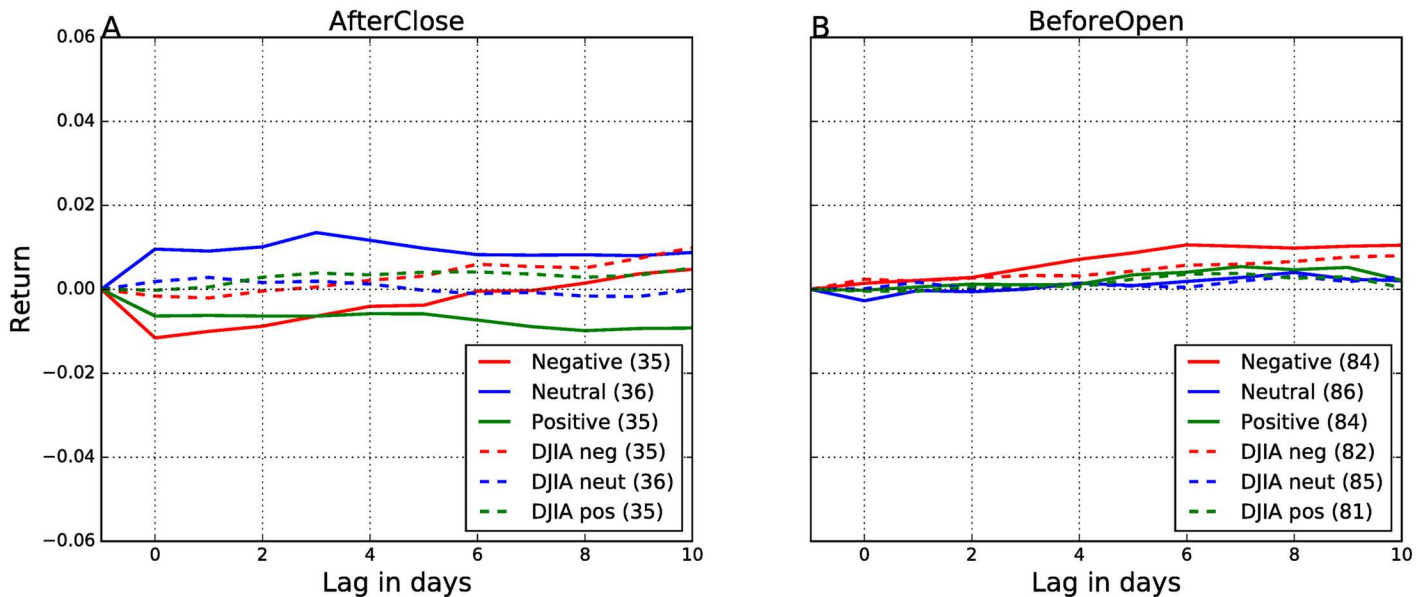 A AfterClose
B BeforeOpen
0.06
0.04
0.02
0.00
−0.02
−0.04
−0.06
Return
Negative (35)
Neutral (36)
Positive (35)
DJIA neg (35)
DJIA neut (36)
DJIA pos (35)
0 2 4 6 8 10
Lag in days
Negative (84)
Neutral (86)
Positive (84)
DJIA neg (82)
DJIA neut (85)
DJIA pos (81)
0 2 4 6 8 10
Lag in days